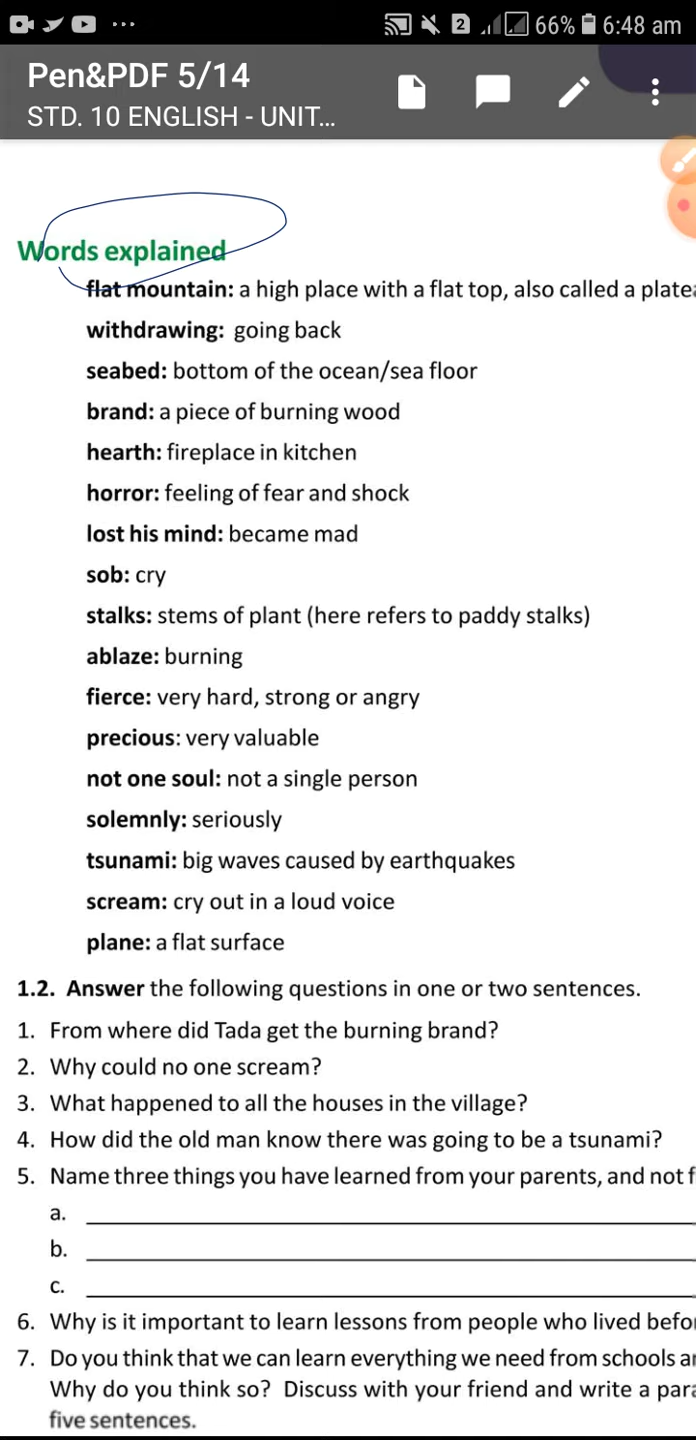 66% 6:48 am
Pen&PDF 5/14
STD. 10 ENGLISH - UNIT...
Words explained
flat mountain: a high place with a flat top, also called a
withdrawing: going back
seabed: bottom of the ocean/sea floor
brand: a piece of burning wood
hearth: fireplace in kitchen
horror: feeling of fear and shock
lost his mind: became mad
sob: cry
stalks: stems of plant (here refers to paddy stalks)
ablaze: burning
fierce: very hard, strong or angry
precious: very valuable
not one soul: not a single person
solemnly: seriously
tsunami: big waves caused by earthquakes
scream: cry out in a loud voice
plane: a flat surface
1.2. Answer the following questions in one or two sentences.
1. From where did Tada get the burning brand?
2. Why could no one scream?
3. What happened to all the houses in the village?
4. How did the old man know there was going to be a tsunami?
5. Name three things you have learned from your parents, and not
a.
b.
c.
6. Why is it important to learn lessons from people who lived
7. Do you think that we can learn everything we need from schools
Why do you think so? Discuss with your friend and write a
five sentences.